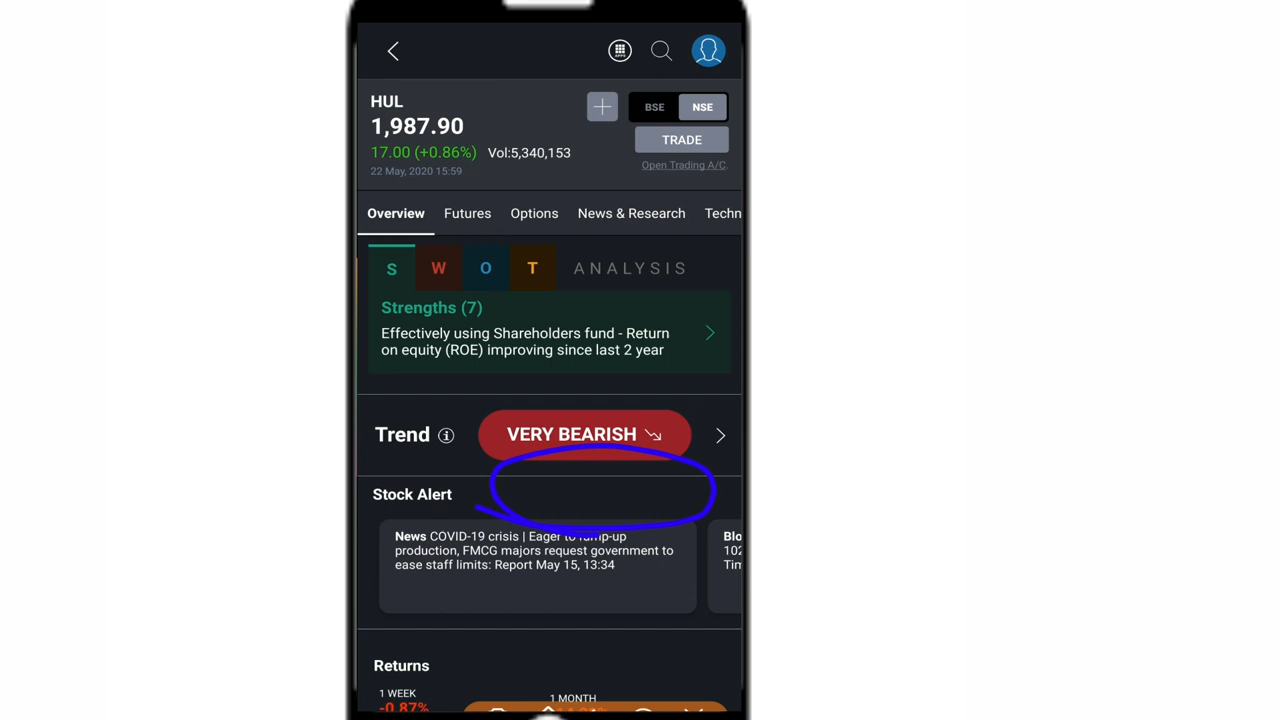 APPS
HUL
1,987.90
BSE
NSE
TRADE
17.00 (+0.86%)
Vol:5,340,153
22 May, 2020 15:59
Open Trading A/C.
Overview
Futures
Options
News & Research
Techn
S
W
O
T
ANALYSIS
Strengths (7)
Effectively using Shareholders fund - Return
on equity (ROE) improving since last 2 year
Trend
VERY BEARISH
Stock Alert
News COVID-19 crisis | Eager to ramp-up
production, FMCG majors request government to
ease staff limits: Report May 15, 13:34
Blo
102
Tim
Returns
1 WEEK
-0.87%
1 MONTH